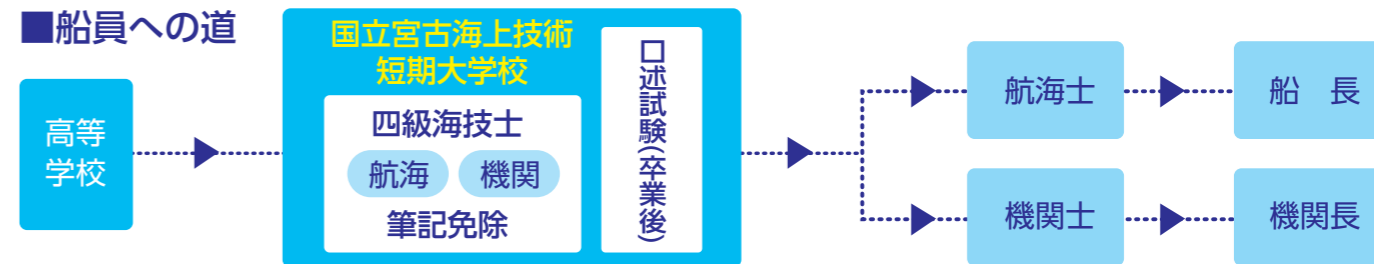 ■船員への道
高等
学校
国立宮古海上技術
短期大学校
四級海技士
航海 機関
筆記免除
口述試験(卒業後)
航海士
船 長
機関士
機関長